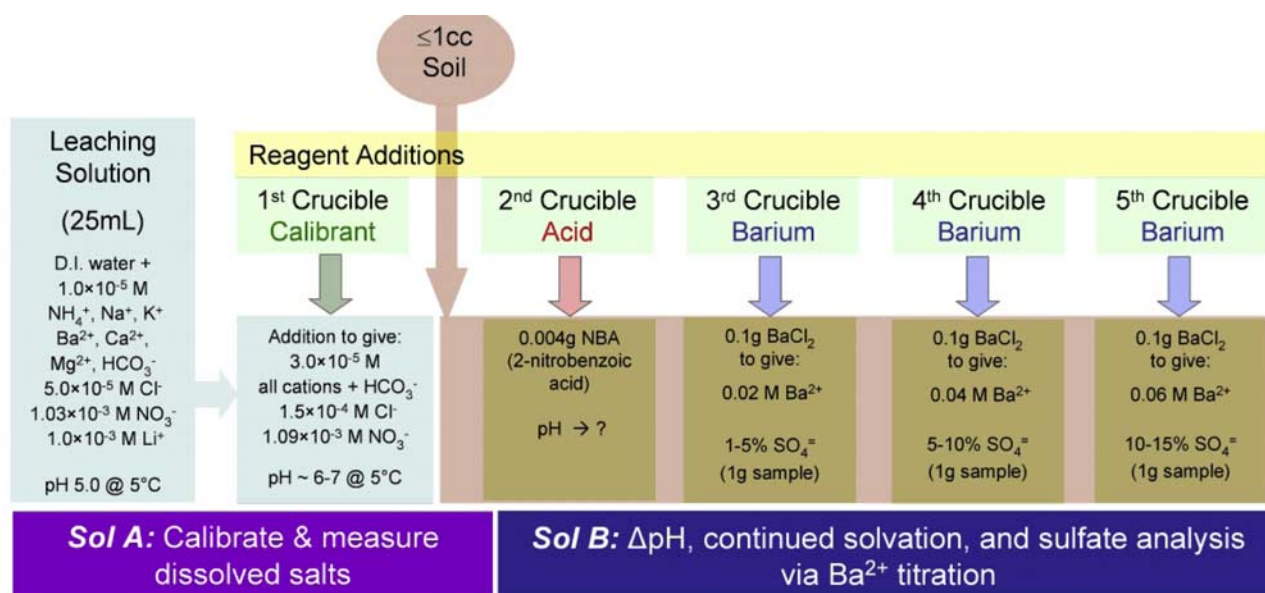 ≤1cc
Soil
Leaching
Solution
(25mL)
D.I. water +
1.0×10⁻⁵ M
NH₄⁺, Na⁺, K⁺
Ba²⁺, Ca²⁺,
Mg²⁺, HCO₃⁻
5.0×10⁻⁵ M Cl⁻
1.03×10⁻³ M NO₃⁻
1.0×10⁻³ M Li⁺
pH 5.0 @ 5°C
Reagent Additions
1ˢᵗ Crucible
Calibrant
Addition to give:
3.0×10⁻⁵ M
all cations + HCO₃⁻
1.5×10⁻⁴ M Cl⁻
1.09×10⁻³ M NO₃⁻
pH ~ 6-7 @ 5°C
2ⁿᵈ Crucible
Acid
0.004g NBA
(2-nitrobenzoic
acid)
pH → ?
3ʳᵈ Crucible
Barium
0.1g BaCl₂
to give:
0.02 M Ba²⁺
1-5% SO₄⁼
(1g sample)
4ᵗʰ Crucible
Barium
0.1g BaCl₂
to give:
0.04 M Ba²⁺
5-10% SO₄⁼
(1g sample)
5ᵗʰ Crucible
Barium
0.1g BaCl₂
to give:
0.06 M Ba²⁺
10-15% SO₄⁼
(1g sample)
Sol A: Calibrate & measure
dissolved salts
Sol B: ΔpH, continued solvation, and sulfate analysis
via Ba²⁺ titration